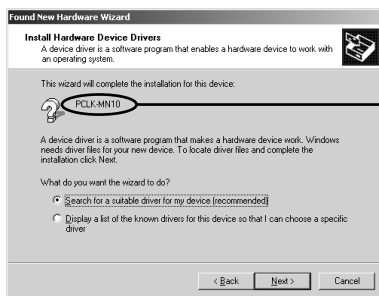 Found New Hardware Wizard
Install Hardware Device Drivers
A device driver is a software program that enables a hardware device to work with
an operating system.
This wizard will complete the installation for this device:
PCLK-MN10
A device driver is a software program that makes a hardware device work. Windows
needs driver files for your new device. To locate driver files and complete the
installation click Next.
What do you want the wizard to do?
Search for a suitable driver for my device (recommended)
Display a list of the known drivers for this device so that I can choose a specific
driver
< Back Next > Cancel